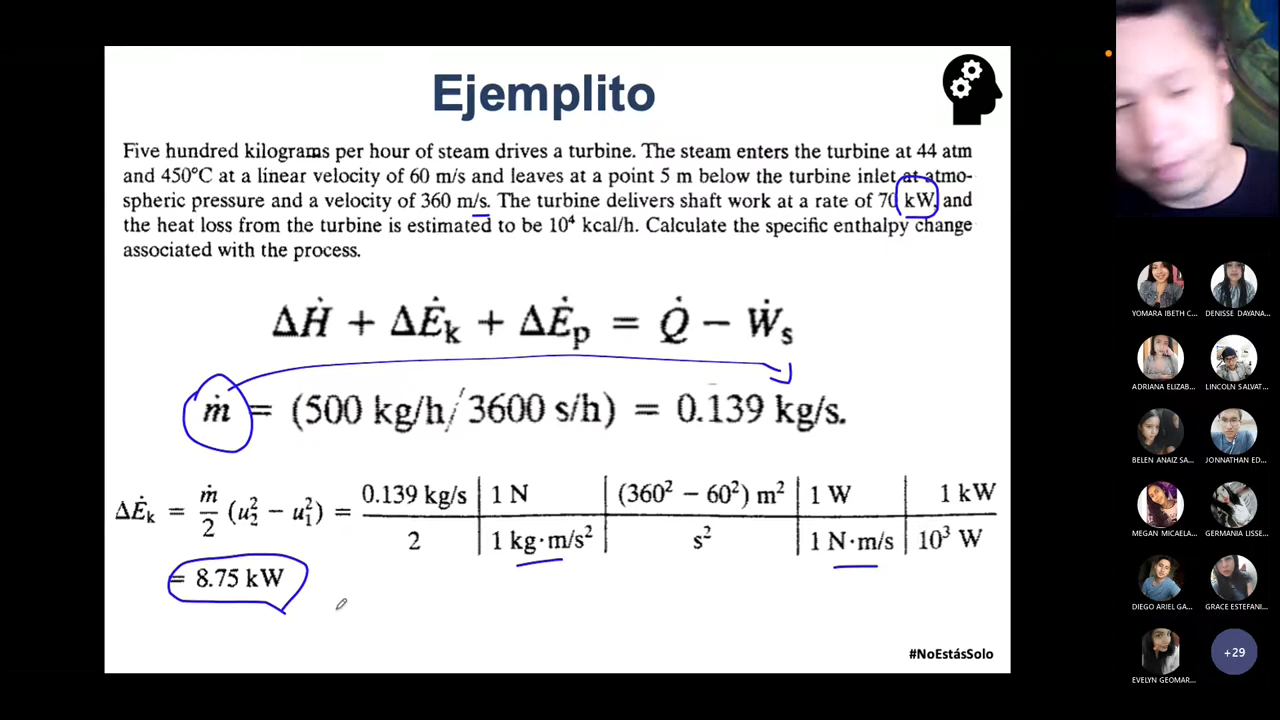 Ejemplito
Five hundred kilograms per hour of steam drives a turbine. The steam enters the turbine at 44 atm
and 450°C at a linear velocity of 60 m/s and leaves at a point 5 m below the turbine inlet at atmo-
spheric pressure and a velocity of 360 m/s. The turbine delivers shaft work at a rate of 70 kW, and
the heat loss from the turbine is estimated to be 10⁴ kcal/h. Calculate the specific enthalpy change
associated with the process.
ΔḢ + ΔĖk + ΔĖp = Q̇ − Ẇs
ṁ = (500 kg/h/3600 s/h) = 0.139 kg/s.
ΔĖk = ṁ/2 (u₂² − u₁²) = 0.139 kg/s | 1 N | (360² − 60²) m² | 1 W | 1 kW
2 | 1 kg·m/s² | s² | 1 N·m/s | 10³ W
= 8.75 kW
#NoEstásSolo
YOMARA IBETH C...
DENISSE DAYANA...
ADRIANA ELIZAB...
LINCOLN SALVAT...
BELEN ANAIZ SA...
JONNATHAN ED...
MEGAN MICAELA...
GERMANIA LISSE...
DIEGO ARIEL GA...
GRACE ESTEFANI...
EVELYN GEOMAR...
+29